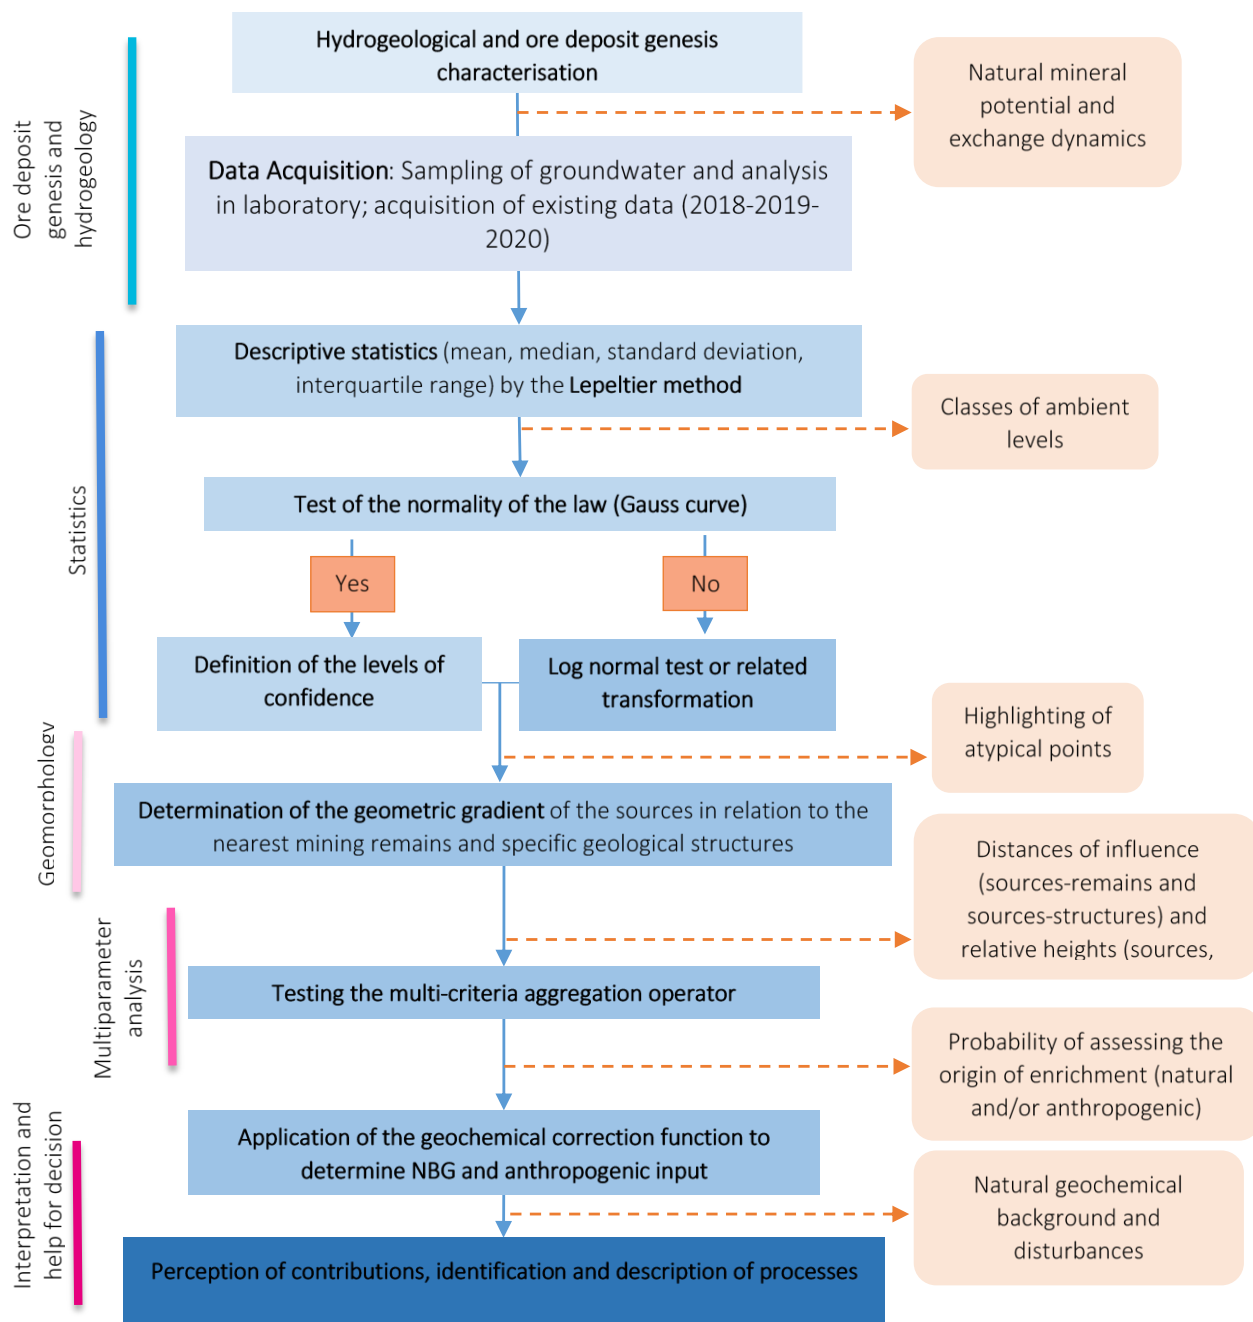 Hydrogeological and ore deposit genesis
characterisation
Natural mineral
potential and
exchange dynamics
Ore deposit
genesis and
hydrogeology
Data Acquisition: Sampling of groundwater and analysis
in laboratory; acquisition of existing data (2018-2019-
2020)
Descriptive statistics (mean, median, standard deviation,
interquartile range) by the Lepeltier method
Classes of ambient
levels
Statistics
Test of the normality of the law (Gauss curve)
Yes
No
Definition of the levels of
confidence
Log normal test or related
transformation
Highlighting of
atypical points
Geomorphology
Determination of the geometric gradient of the sources in relation to the
nearest mining remains and specific geological structures
Distances of influence
(sources-remains and
sources-structures) and
relative heights (sources,
Multiparameter
analysis
Testing the multi-criteria aggregation operator
Probability of assessing the
origin of enrichment (natural
and/or anthropogenic)
Interpretation and
help for decision
Application of the geochemical correction function to
determine NBG and anthropogenic input
Natural geochemical
background and
disturbances
Perception of contributions, identification and description of processes